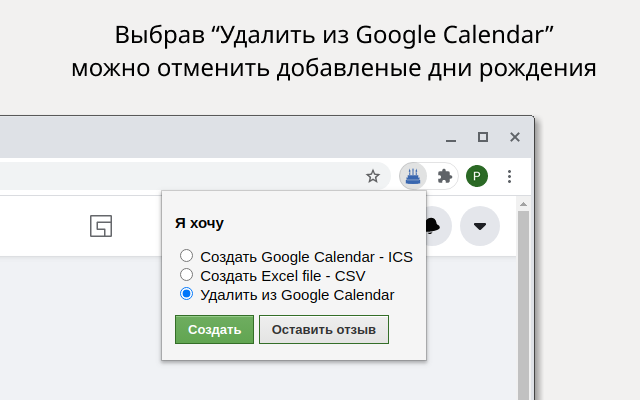 Выбрав “Удалить из Google Calendar”
можно отменить добавленые дни рождения
P
Я хочу
Создать Google Calendar - ICS
Создать Excel file - CSV
Удалить из Google Calendar
Создать
Оставить отзыв